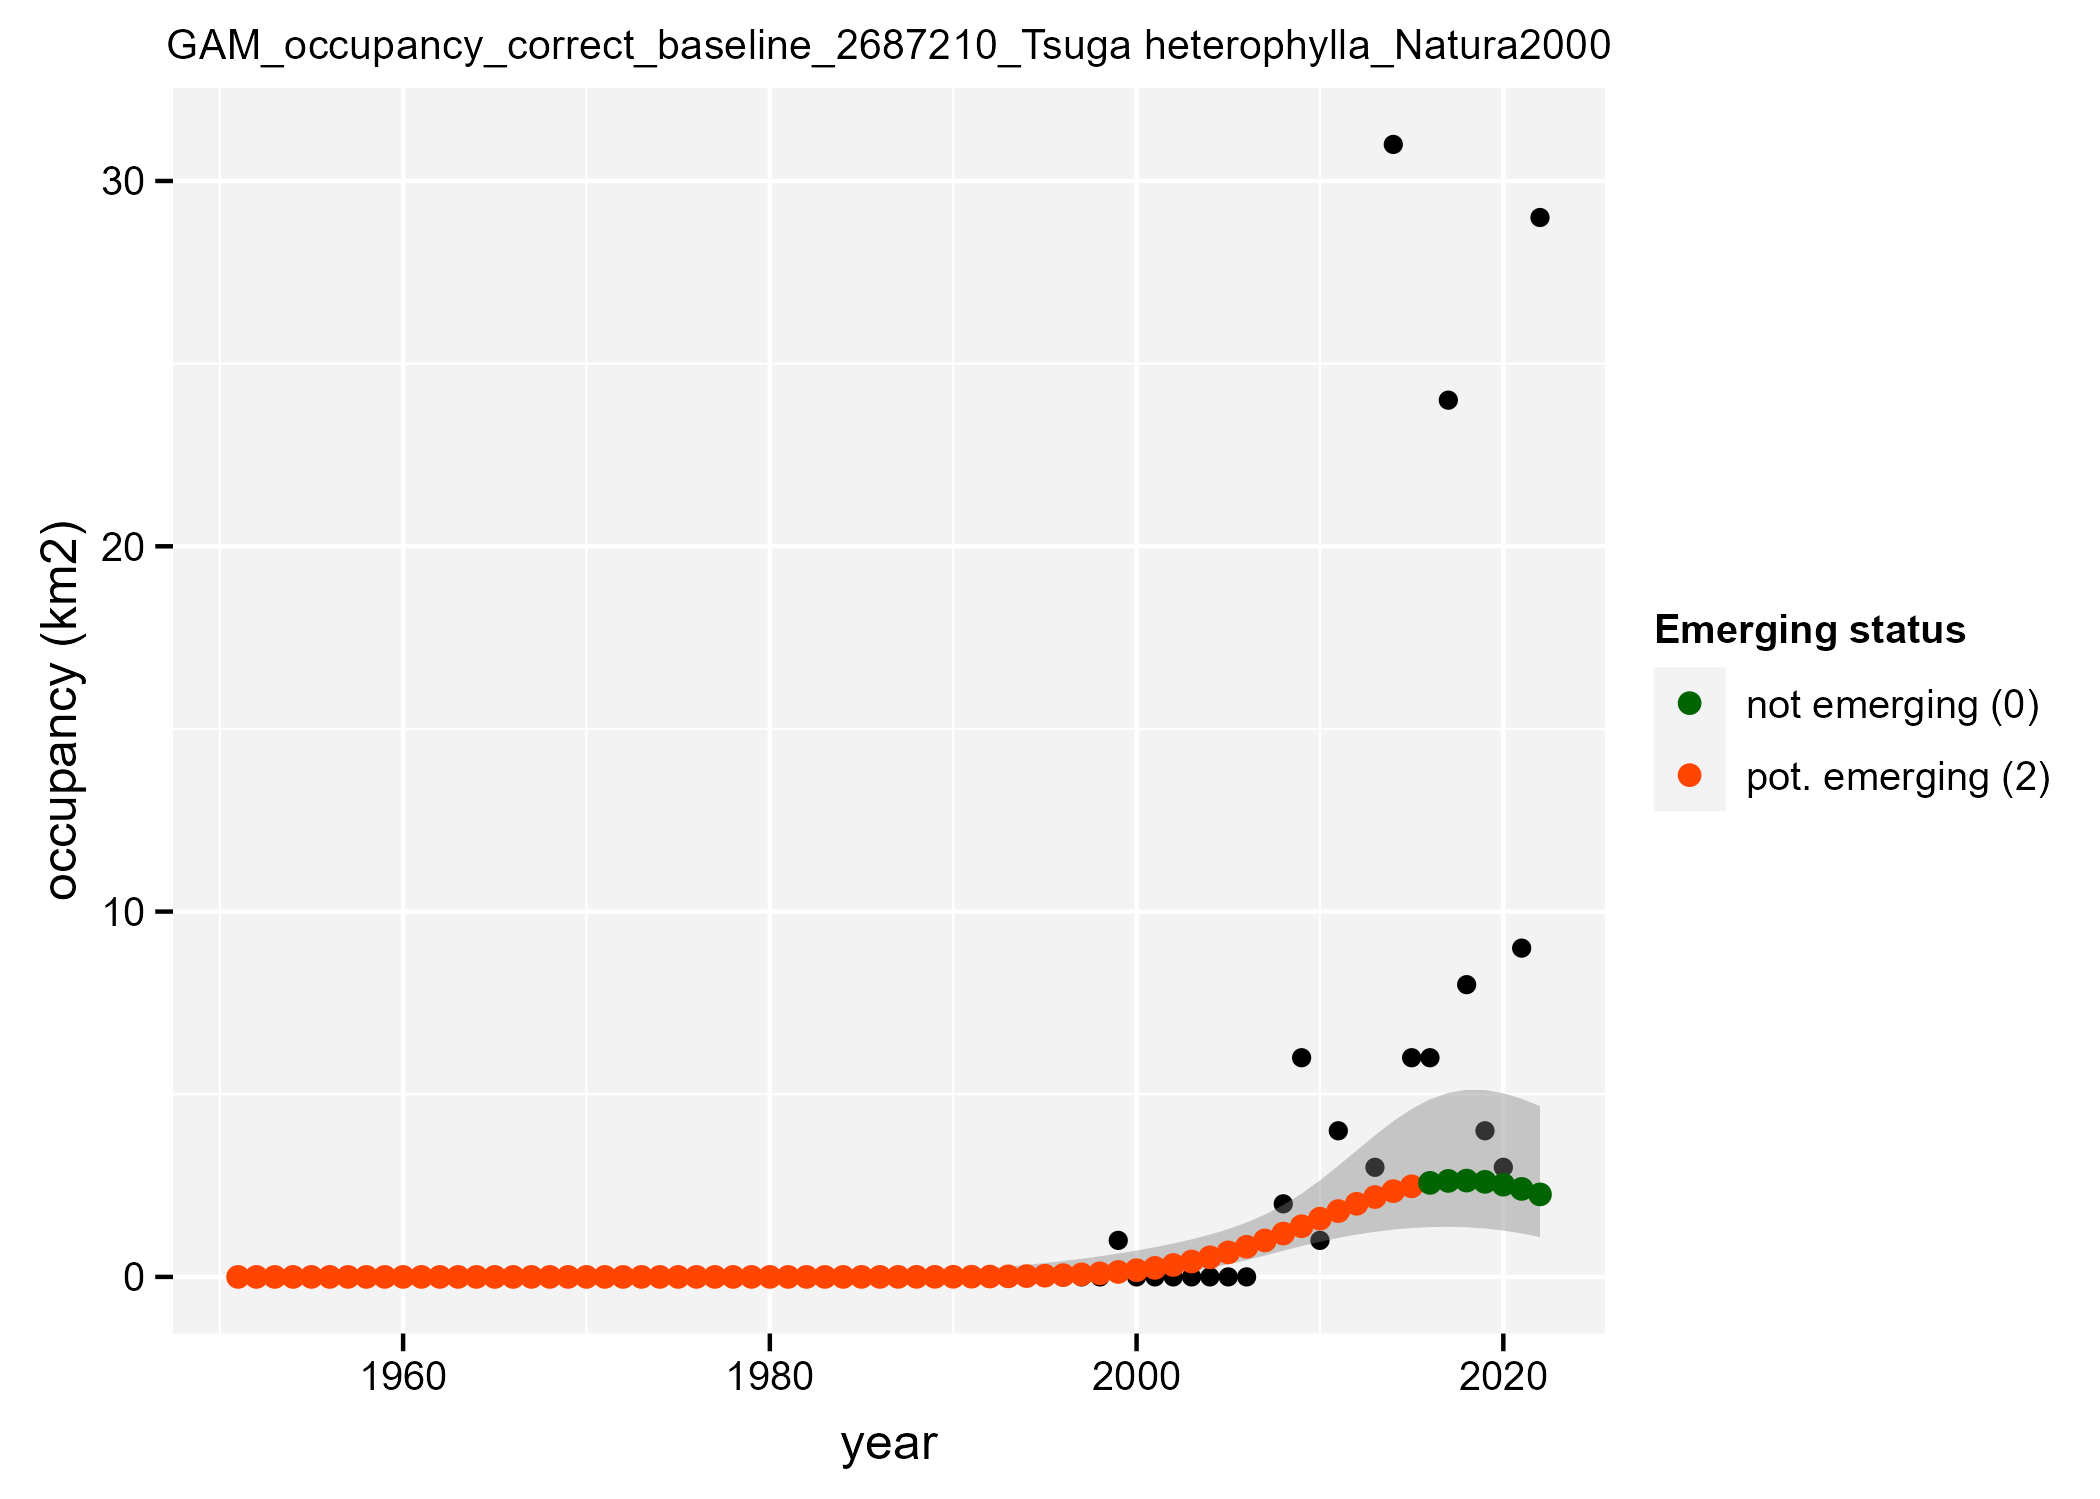 GAM_occupancy_correct_baseline_2687210_Tsuga heterophylla_Natura2000
30
20
10
0
occupancy (km2)
1960
1980
2000
2020
year
Emerging status
not emerging (0)
pot. emerging (2)